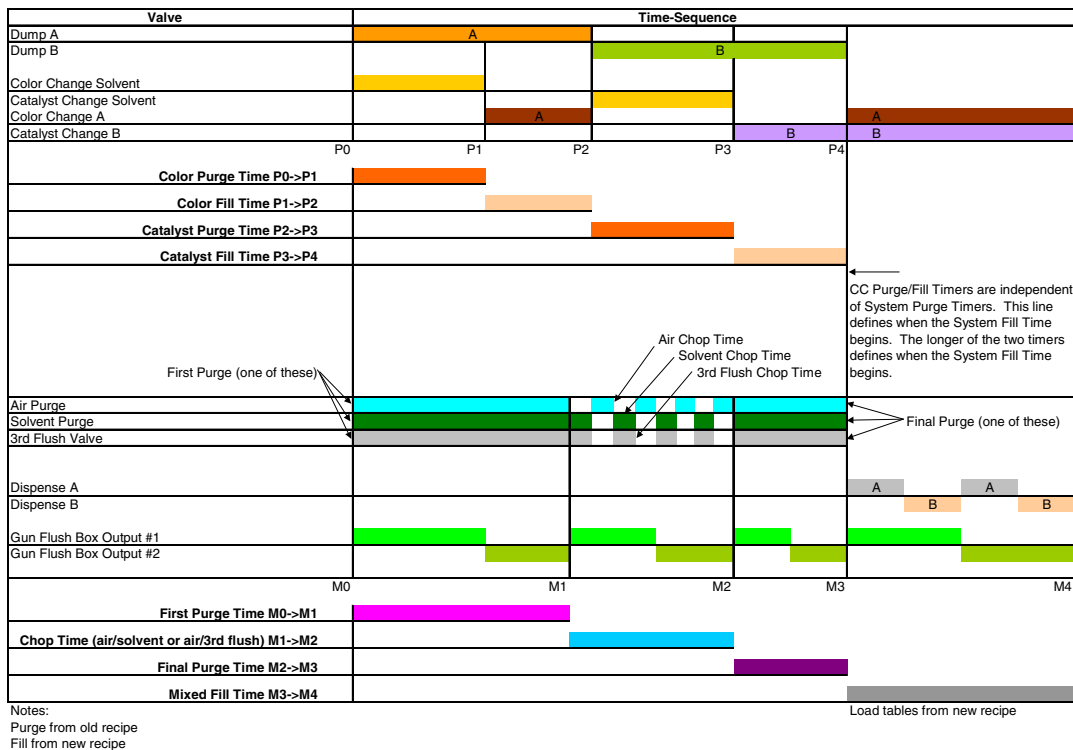 Valve Time-Sequence
Dump A A
Dump B B
Color Change Solvent
Catalyst Change Solvent
Color Change A A A
Catalyst Change B B B
P0 P1 P2 P3 P4
Color Purge Time P0->P1
Color Fill Time P1->P2
Catalyst Purge Time P2->P3
Catalyst Fill Time P3->P4
CC Purge/Fill Timers are independent
of System Purge Timers. This line
defines when the System Fill Time
begins. The longer of the two timers
defines when the System Fill Time
begins.
Air Chop Time
Solvent Chop Time
First Purge (one of these) 3rd Flush Chop Time
Air Purge
Solvent Purge Final Purge (one of these)
3rd Flush Valve
Dispense A A A
Dispense B B B
Gun Flush Box Output #1
Gun Flush Box Output #2
M0 M1 M2 M3 M4
First Purge Time M0->M1
Chop Time (air/solvent or air/3rd flush) M1->M2
Final Purge Time M2->M3
Mixed Fill Time M3->M4
Notes: Load tables from new recipe
Purge from old recipe
Fill from new recipe